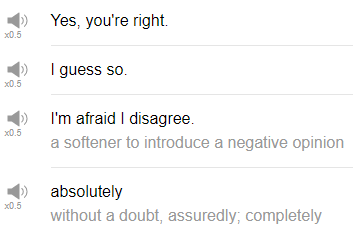 Yes, you're right.
x0.5
I guess so.
x0.5
I'm afraid I disagree.
x0.5
a softener to introduce a negative opinion
absolutely
x0.5
without a doubt, assuredly; completely